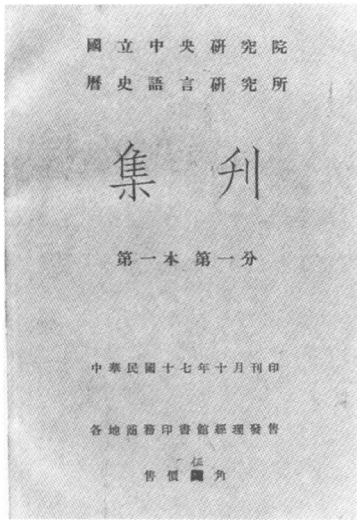 國立中央研究院
歷史語言研究所
集刊
第一本 第一分
中華民國十七年十月刊印
各地商務印書館經理發售
伍
售價 角